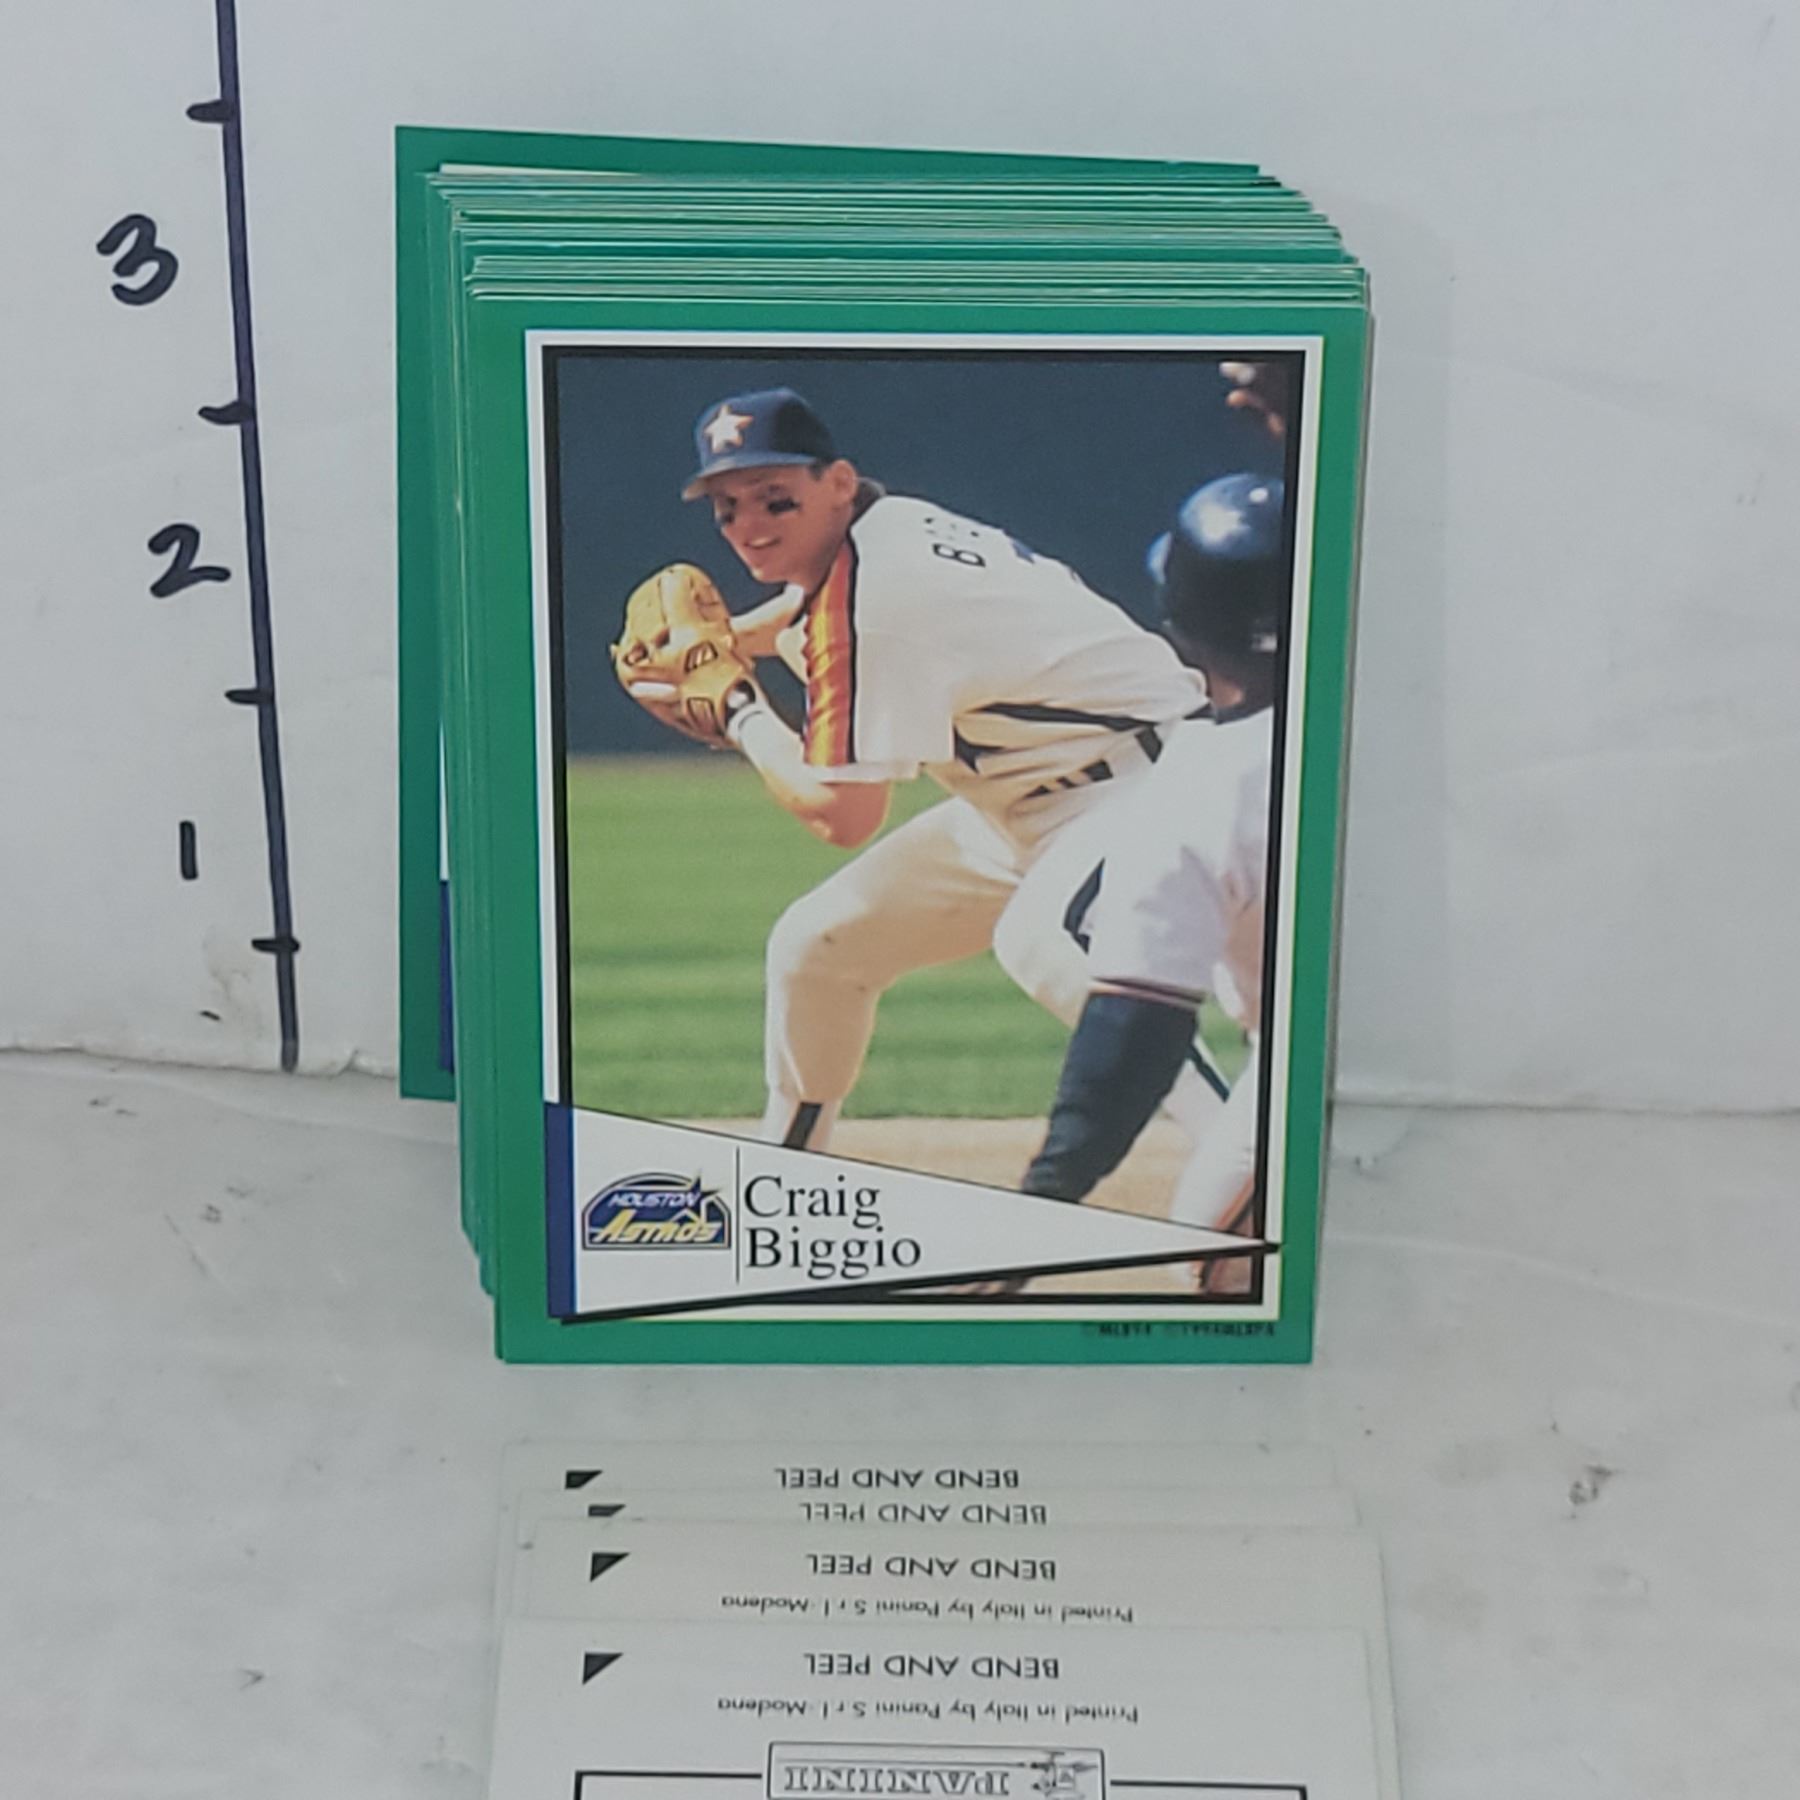 3
2
1
HOUSTON
ASTROS
Craig
Biggio
BEND AND PEEL
BEND AND PEEL
BEND AND PEEL
Printed in Italy by Panini S r l - Modena
BEND AND PEEL
Printed in Italy by Panini S r l - Modena
PANINI